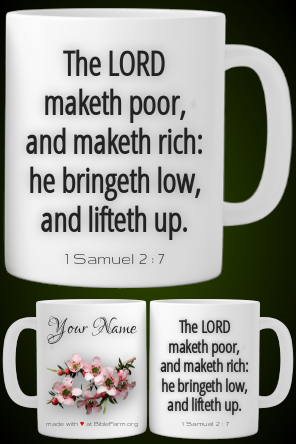 The LORD
maketh poor,
and maketh rich:
he bringeth low,
and lifteth up.
1 Samuel 2:7
Your Name
made with ♥ at BibleFarm.org
The LORD
maketh poor,
and maketh rich:
he bringeth low,
and lifteth up.
1 Samuel 2:7